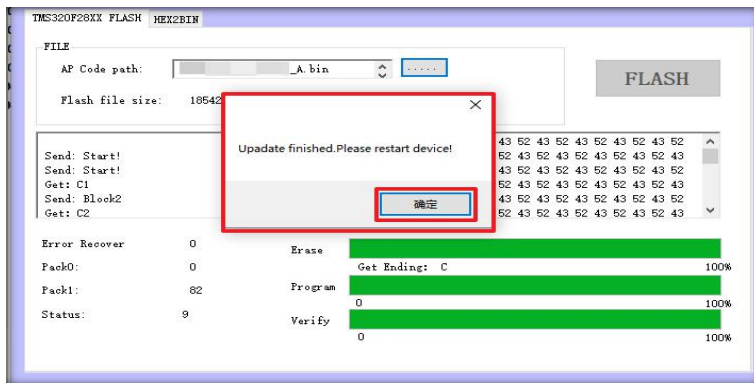 TMS320F28XX FLASH HEX2BIN
FILE
AP Code path: _A.bin .....
FLASH
Flash file size: 18542
Upadate finished.Please restart device!
确定
43 52 43 52 43 52 43 52 43 52
Send: Start! 52 43 52 43 52 43 52 43 52 43
Send: Start! 43 52 43 52 43 52 43 52 43 52
Get: C1 52 43 52 43 52 43 52 43 52 43
Send: Block2 43 52 43 52 43 52 43 52 43 52
Get: C2 52 43 52 43 52 43 52 43 52 43
Error Recover 0
Erase
Pack0: 0
Get Ending: C 100%
Pack1: 82
Program
0 100%
Status: 9
Verify
0 100%